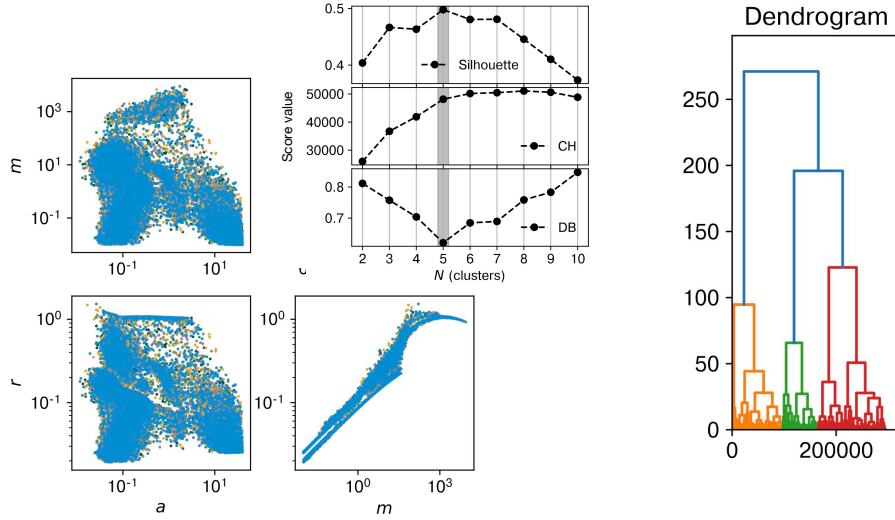 Dendrogram
0.5
0.4
Silhouette
50000
40000
30000
CH
Score value
0.8
0.7
DB
2 3 4 5 6 7 8 9 10
N (clusters)
m
10³
10¹
10⁻¹
10⁻¹ 10¹
r
10⁰
10⁻¹
10⁻¹ 10¹
a
10⁰
10⁻¹
10⁰ 10³
m
250
200
150
100
50
0
0 200000